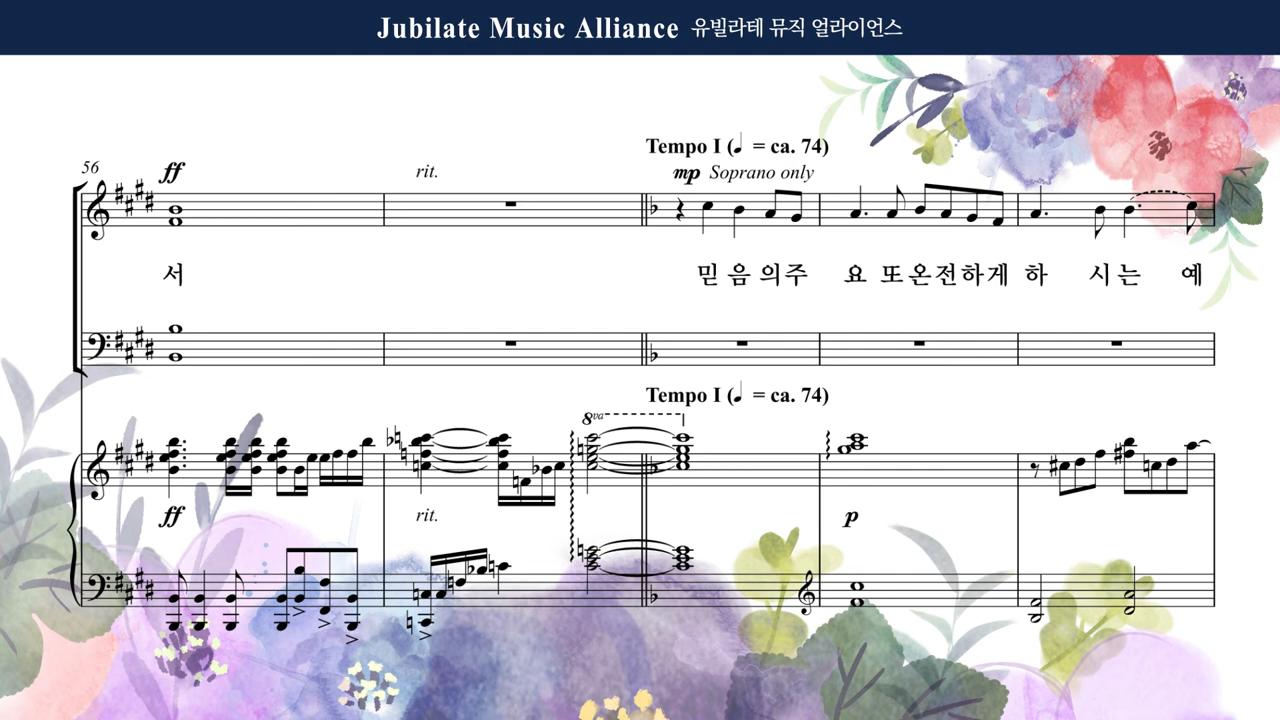 Jubilate Music Alliance 유빌라테 뮤직 얼라이언스
Tempo I (♩ = ca. 74)
56 ff rit. mp Soprano only
서 믿 음 의 주 요 또 온 전 하 게 하 시 는 예
Tempo I (♩ = ca. 74)
8va
ff rit. p